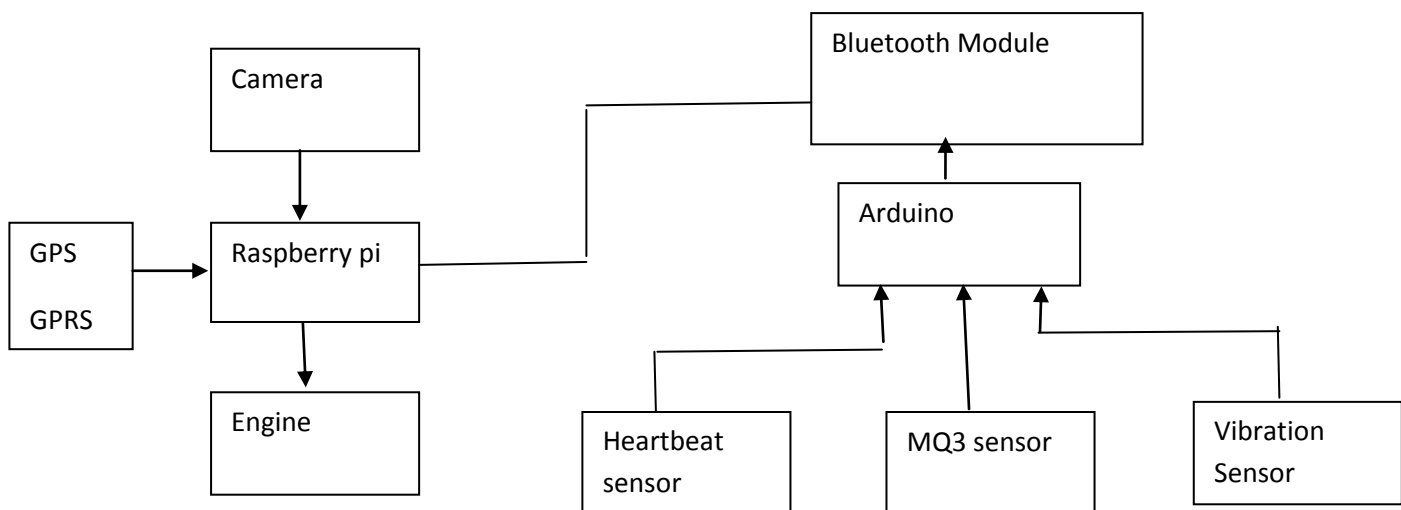 Bluetooth Module
Camera
Arduino
GPS
GPRS
Raspberry pi
Engine
Heartbeat
sensor
MQ3 sensor
Vibration
Sensor